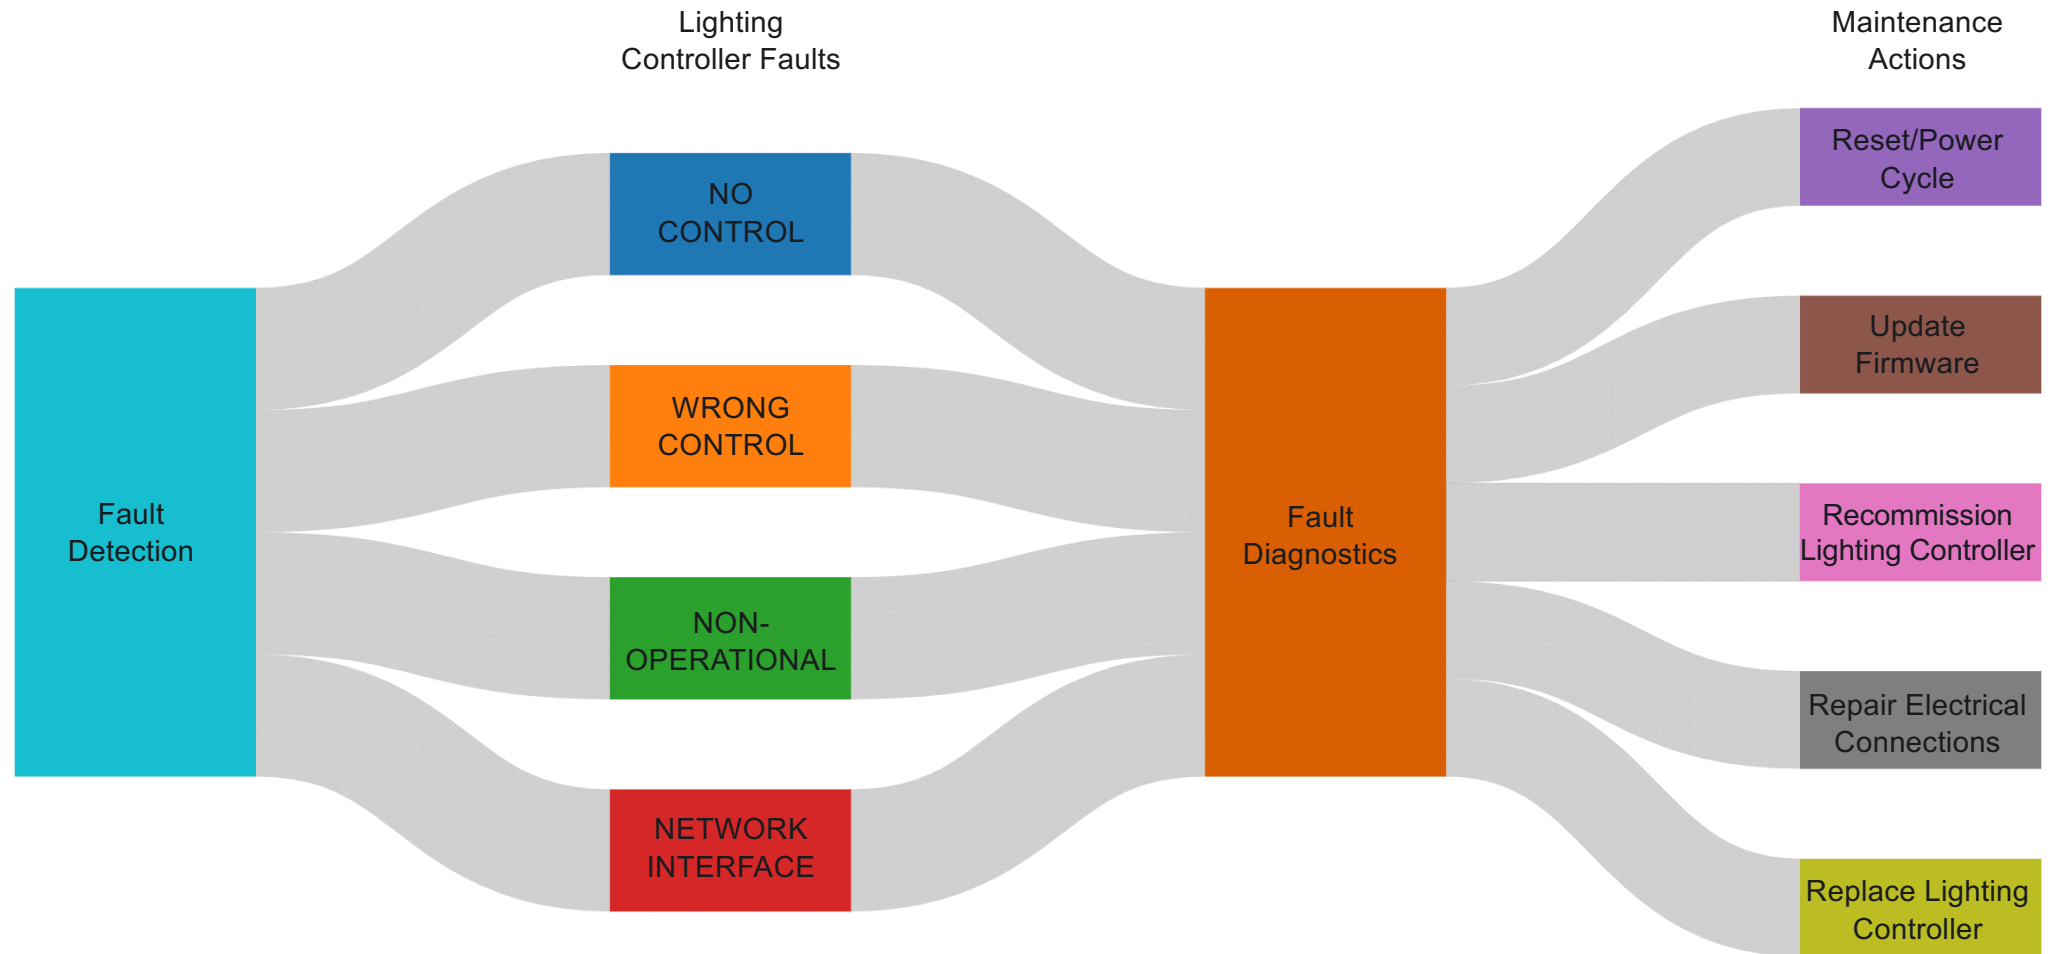 Lighting
Controller Faults
Maintenance
Actions
Fault
Detection
NO
CONTROL
WRONG
CONTROL
NON-
OPERATIONAL
NETWORK
INTERFACE
Fault
Diagnostics
Reset/Power
Cycle
Update
Firmware
Recommission
Lighting Controller
Repair Electrical
Connections
Replace Lighting
Controller